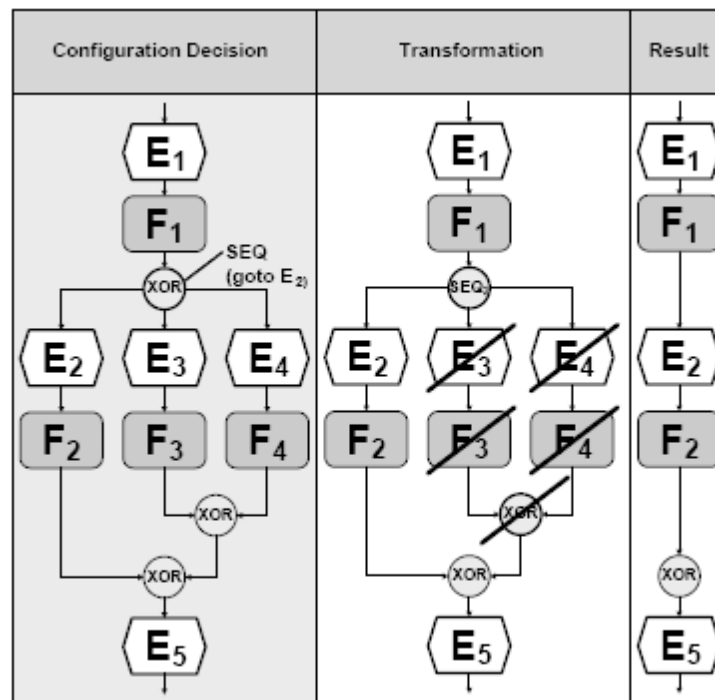 Configuration Decision
Transformation
Result
E1
F1
XOR
SEQ
(goto E2)
E2
E3
E4
F2
F3
F4
XOR
XOR
E5
E1
F1
SEQ2
E2
E3
E4
F2
F3
F4
XOR
XOR
E5
E1
F1
E2
F2
XOR
E5